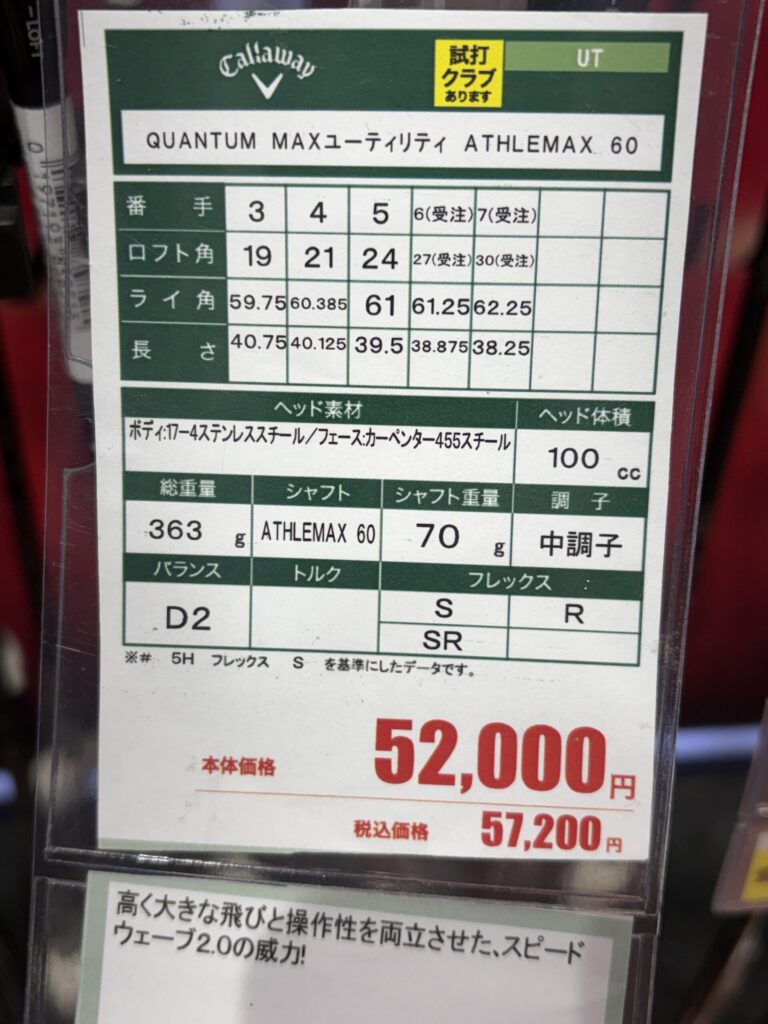 -LOFT
Callaway
試打
クラブ
あります
UT
QUANTUM MAXユーティリティ ATHLEMAX 60
番手 3 4 5 6(受注) 7(受注)
ロフト角 19 21 24 27(受注) 30(受注)
ライ角 59.75 60.385 61 61.25 62.25
長さ 40.75 40.125 39.5 38.875 38.25
ヘッド素材 ヘッド体積
ボディ:17-4ステンレススチール/フェース:カーペンター455スチール
100 cc
総重量 シャフト シャフト重量 調子
363 g ATHLEMAX 60 70 g 中調子
バランス トルク フレックス :
D2 S R
SR
※# 5H フレックス S を基準にしたデータです。
本体価格 52,000円
税込価格 57,200円
高く大きな飛びと操作性を両立させた、スピード
ウェーブ2.0の威力!